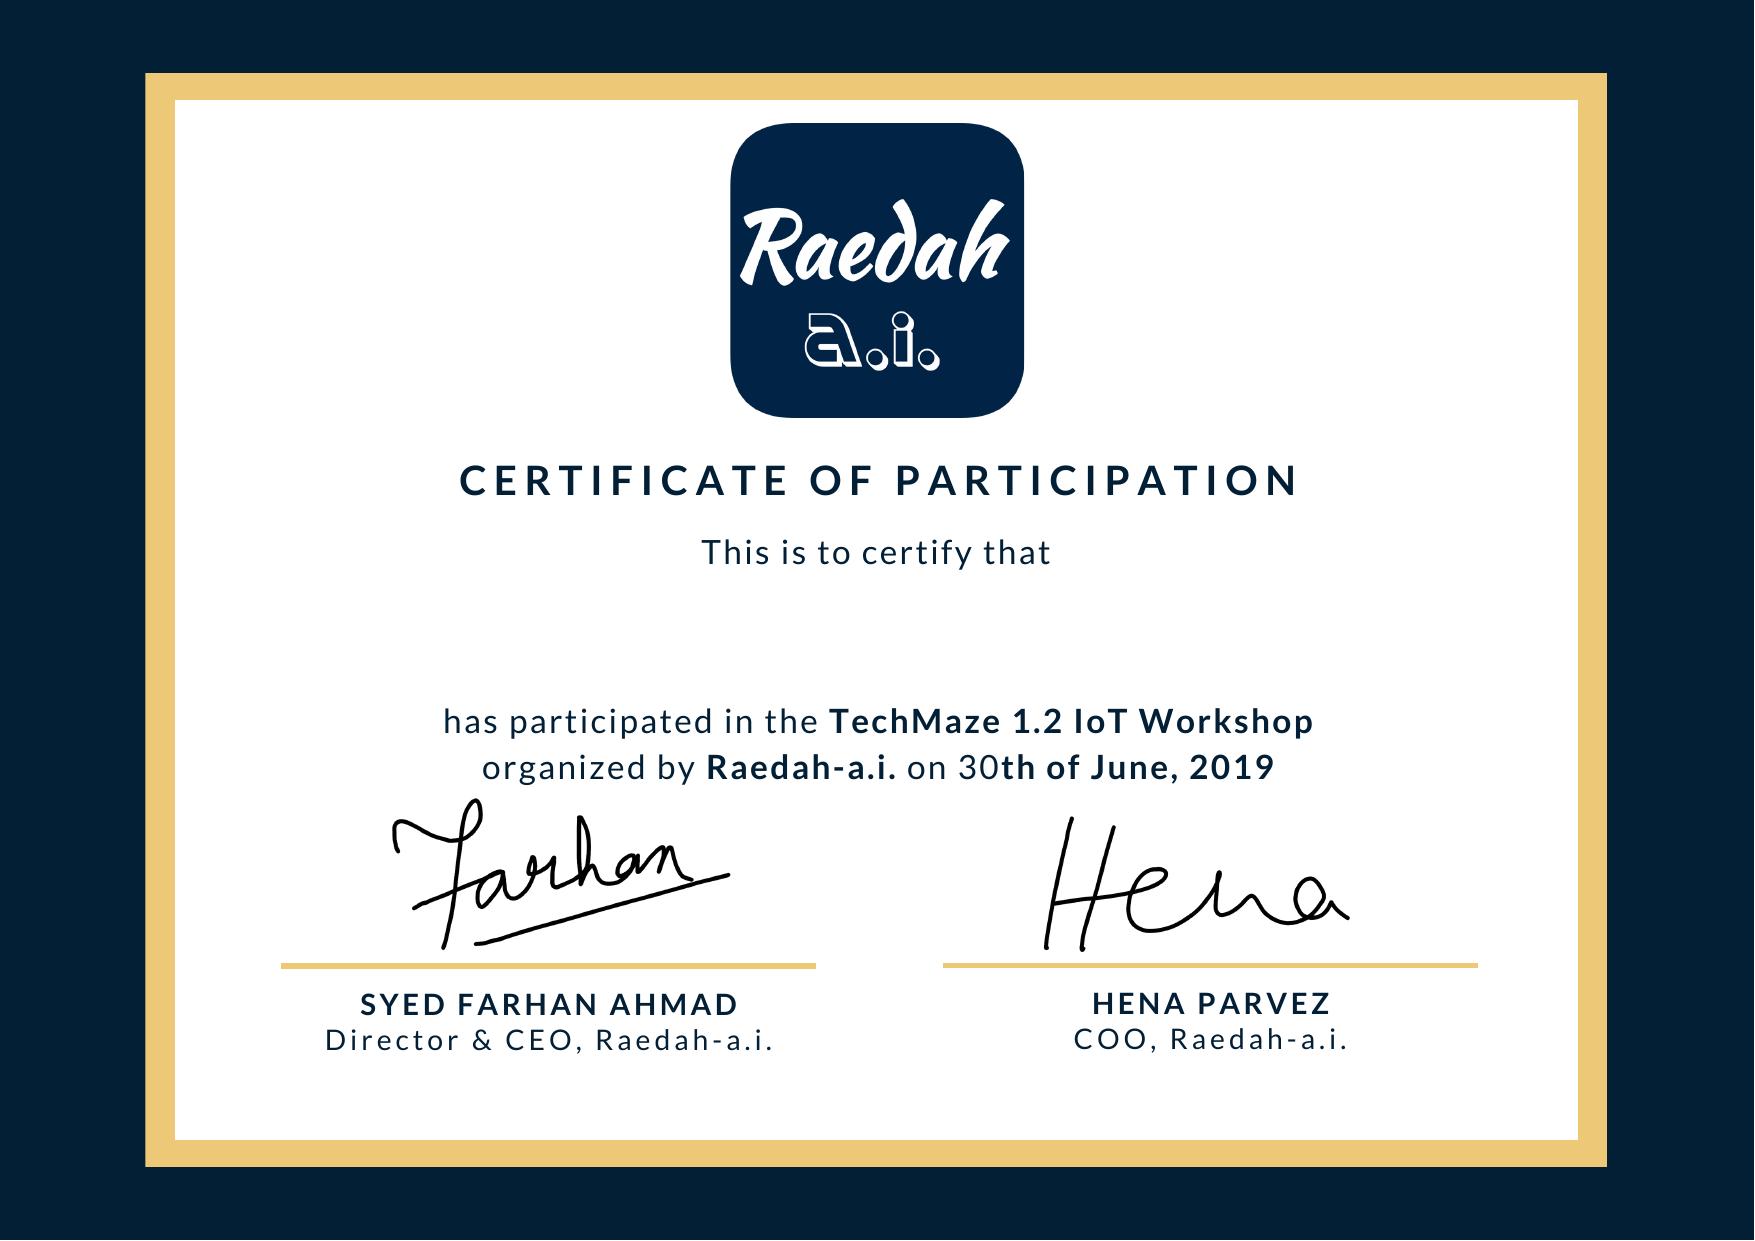 Raedah
a.i.
CERTIFICATE OF PARTICIPATION
This is to certify that
has participated in the TechMaze 1.2 IoT Workshop
organized by Raedah-a.i. on 30th of June, 2019
Farhan
Hena
SYED FARHAN AHMAD
Director & CEO, Raedah-a.i.
HENA PARVEZ
COO, Raedah-a.i.